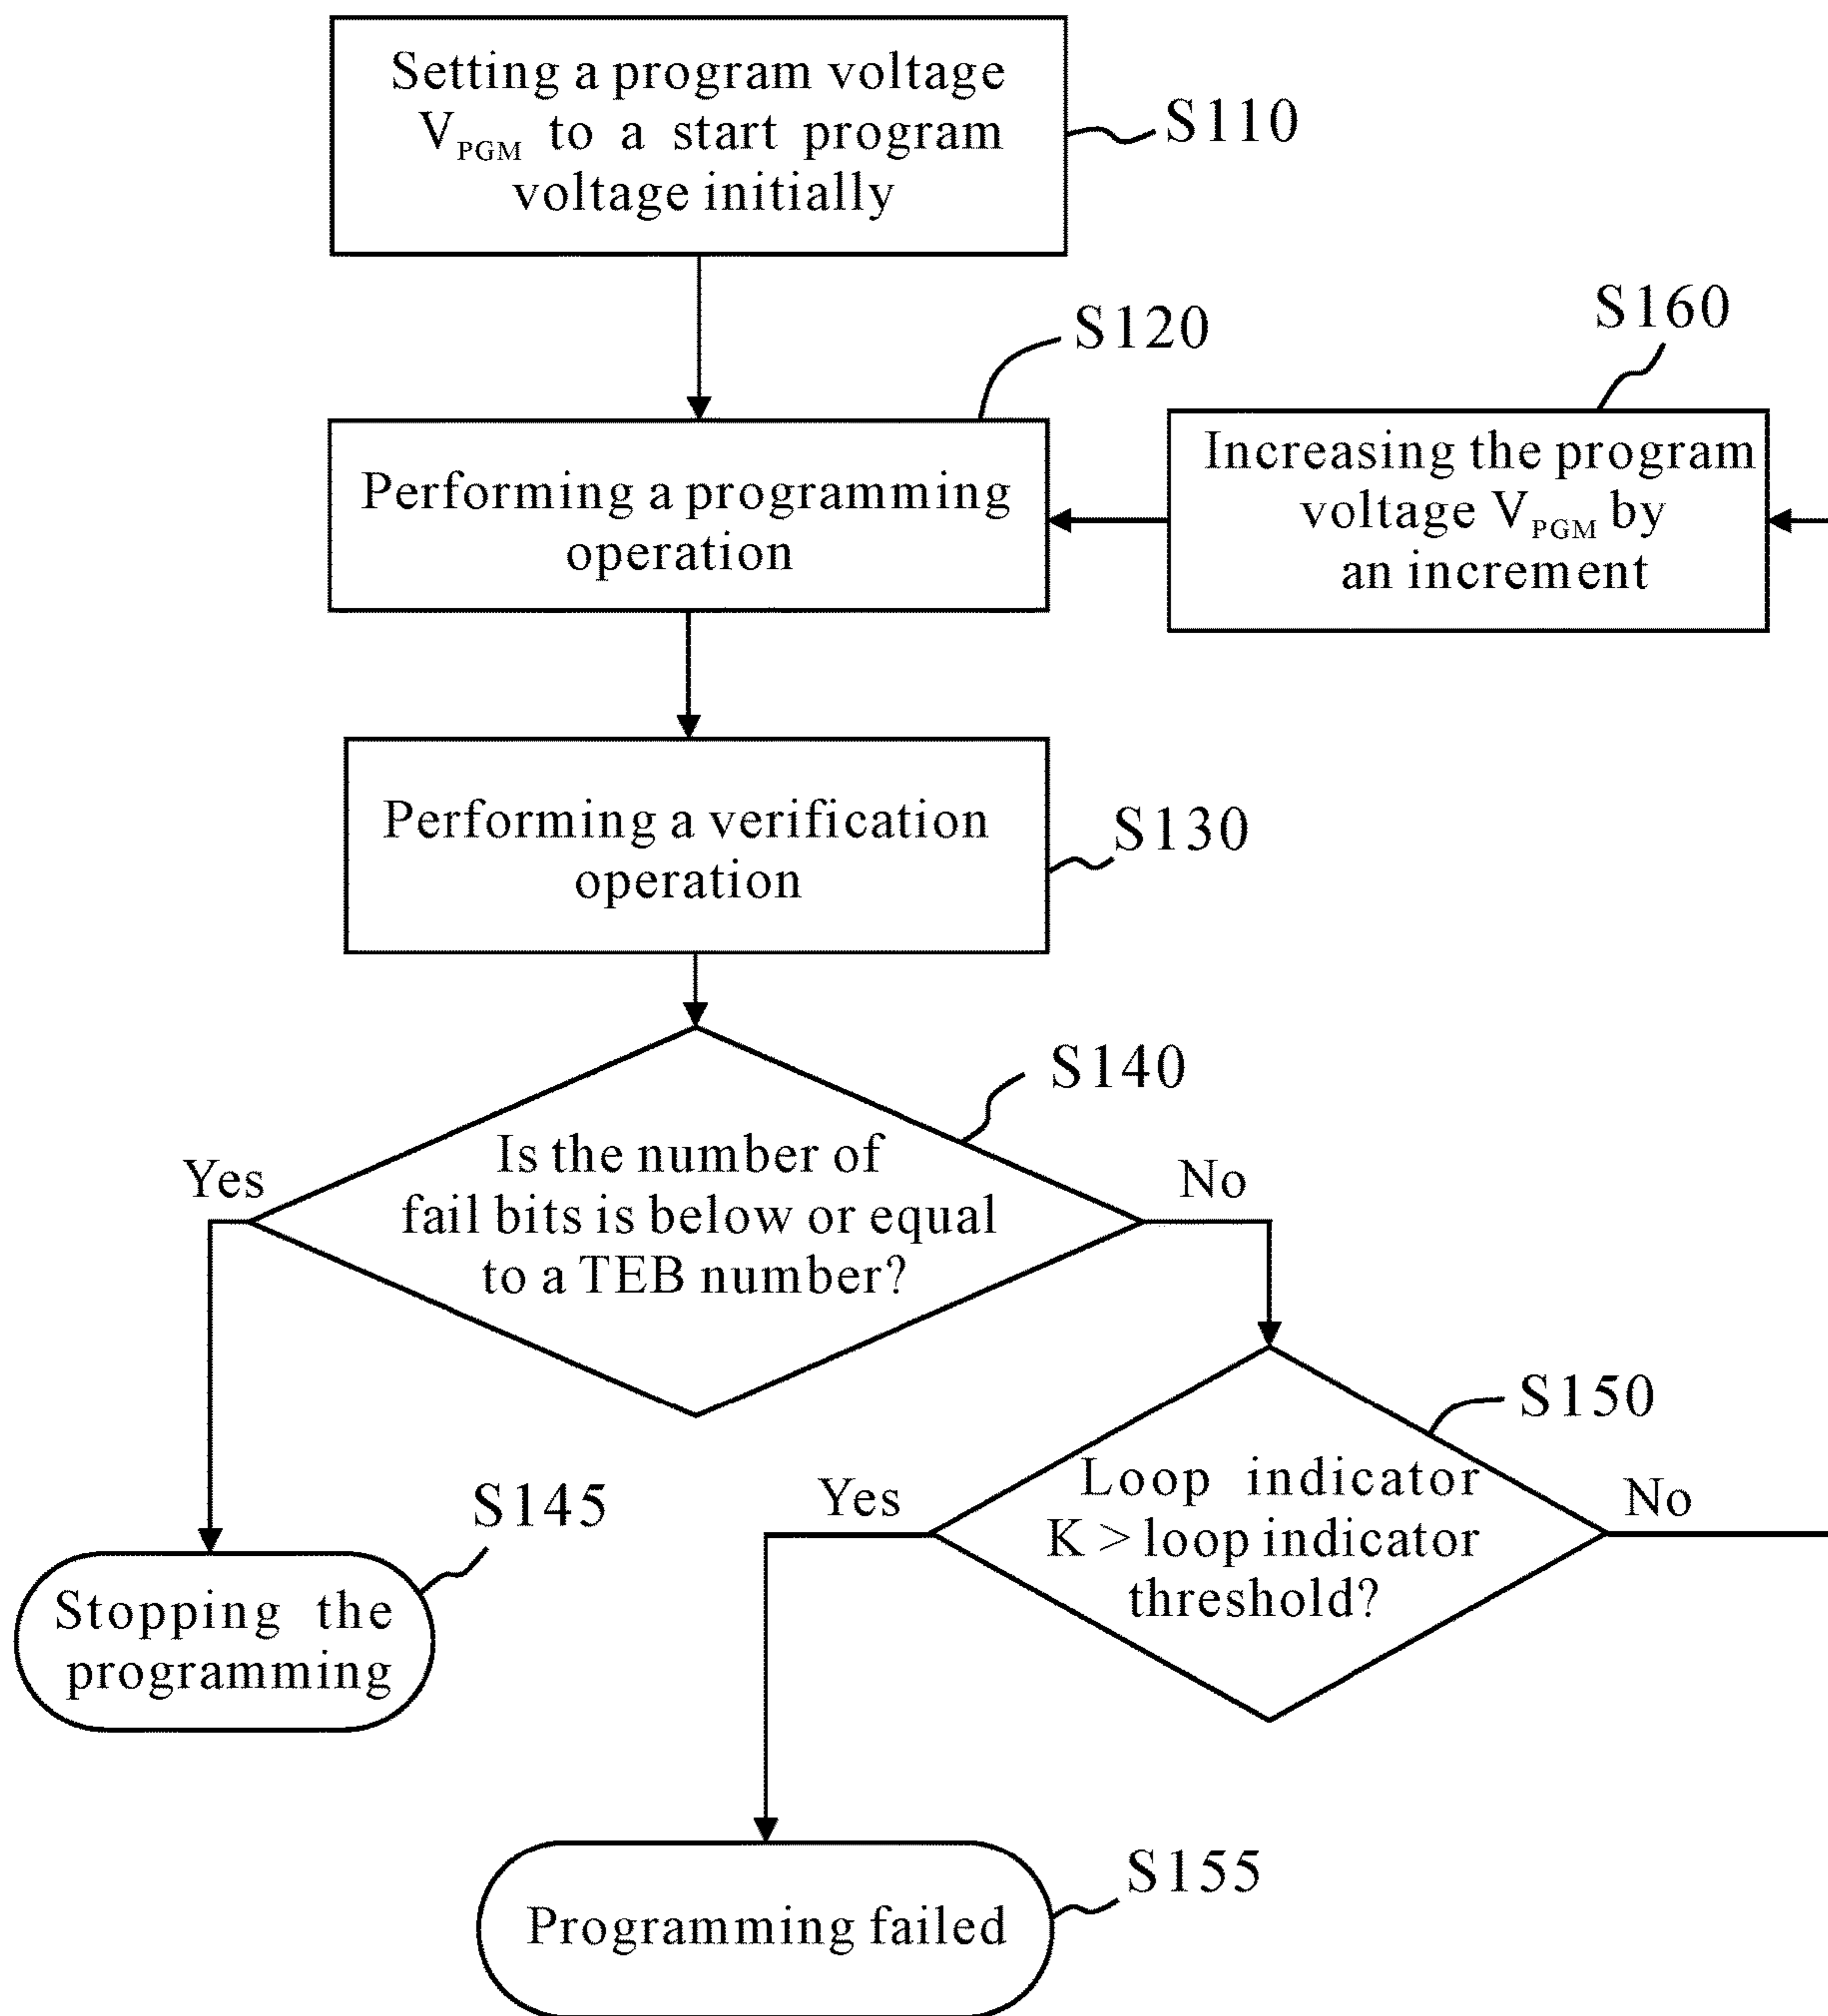 Setting a program voltage
VPGM to a start program
voltage initially
S110
S120
S160
Performing a programming
operation
Increasing the program
voltage VPGM by
an increment
Performing a verification
operation
S130
S140
Is the number of
fail bits is below or equal
to a TEB number?
Yes
No
S150
Loop indicator
K > loop indicator
threshold?
Yes
No
S145
Stopping the
programming
S155
Programming failed